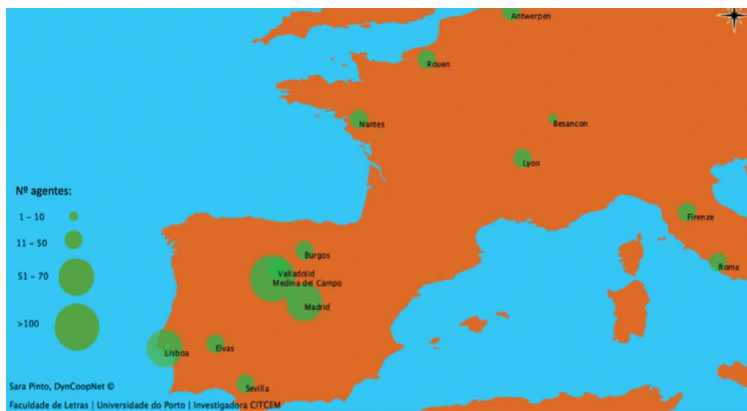 Antwerpen
Rouen
Nantes
Besancon
Lyon
Nº agentes:
1 – 10
11 – 50
51 – 70
>100
Firenze
Roma
Burgos
Valladolid
Medina del Campo
Madrid
Lisboa
Elvas
Sevilla
Sara Pinto, DynCoopNet ©
Faculdade de Letras | Universidade do Porto | Investigadora CITCEM